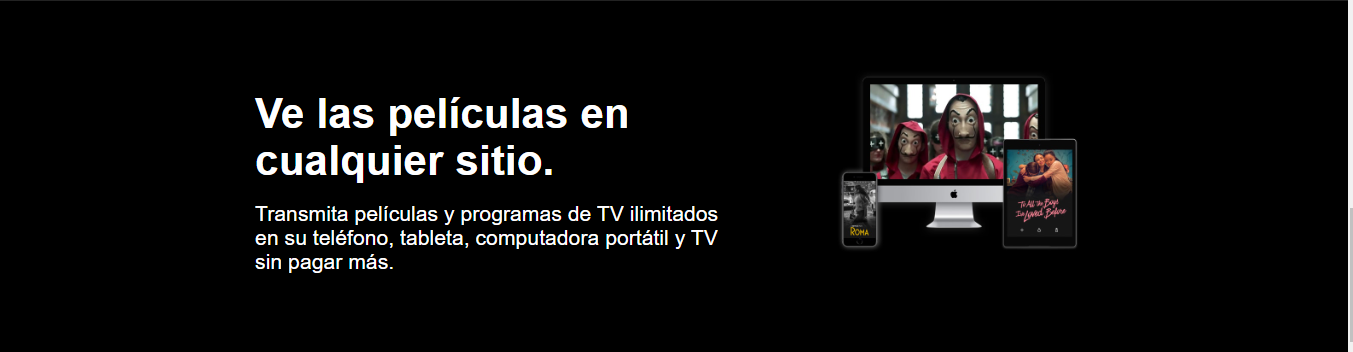 Ve las películas en
cualquier sitio.
Transmita películas y programas de TV ilimitados
en su teléfono, tableta, computadora portátil y TV
sin pagar más.
ROMA
To All The Boys
I've Loved Before